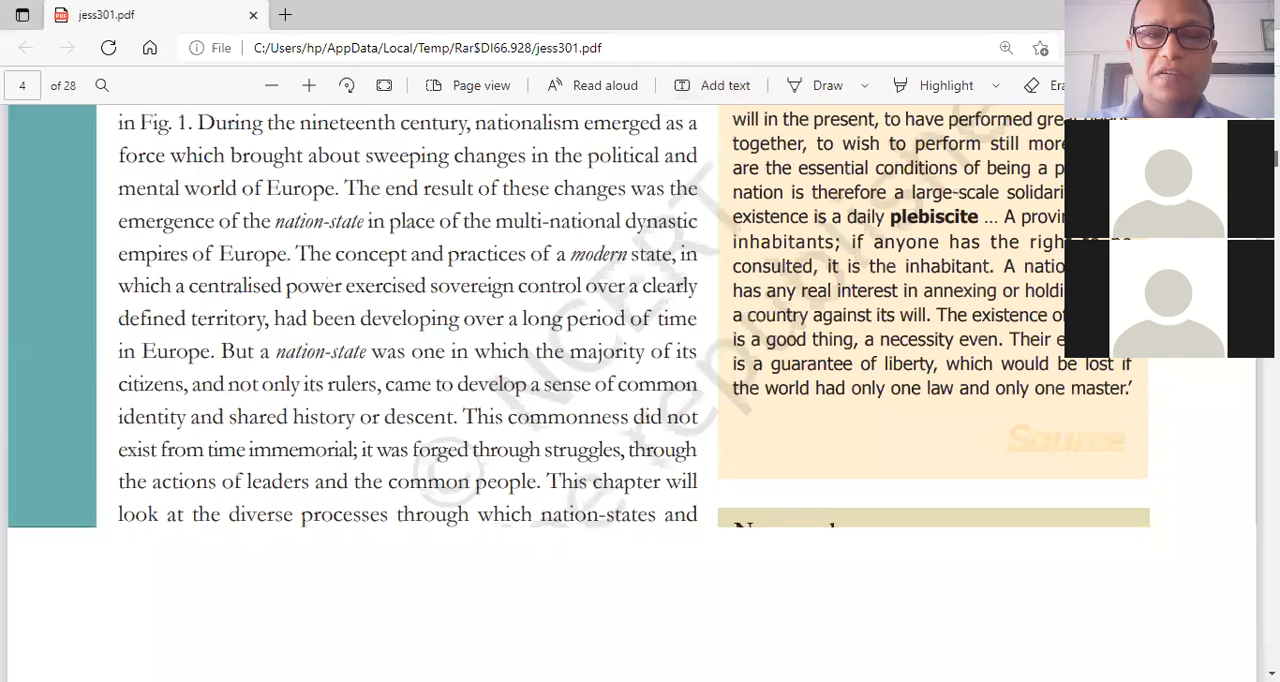 jess301.pdf
File
C:/Users/hp/AppData/Local/Temp/Rar$DI66.928/jess301.pdf
4 of 28
Page view
Read aloud
Add text
Draw
Highlight
in Fig. 1. During the nineteenth century, nationalism emerged as a
force which brought about sweeping changes in the political and
mental world of Europe. The end result of these changes was the
emergence of the nation-state in place of the multi-national dynastic
empires of Europe. The concept and practices of a modern state, in
which a centralised power exercised sovereign control over a clearly
defined territory, had been developing over a long period of time
in Europe. But a nation-state was one in which the majority of its
citizens, and not only its rulers, came to develop a sense of common
identity and shared history or descent. This commonness did not
exist from time immemorial; it was forged through struggles, through
the actions of leaders and the common people. This chapter will
look at the diverse processes through which nation-states and
will in the present, to have performed
together, to wish to perform still more
are the essential conditions of being a
nation is therefore a large-scale
existence is a daily plebiscite ... A
inhabitants; if anyone has the right
consulted, it is the inhabitant. A
has any real interest in annexing or
a country against its will. The existence of
is a good thing, a necessity even. Their
is a guarantee of liberty, which would be lost if
the world had only one law and only one master.’
Source
© NCERT
republishe